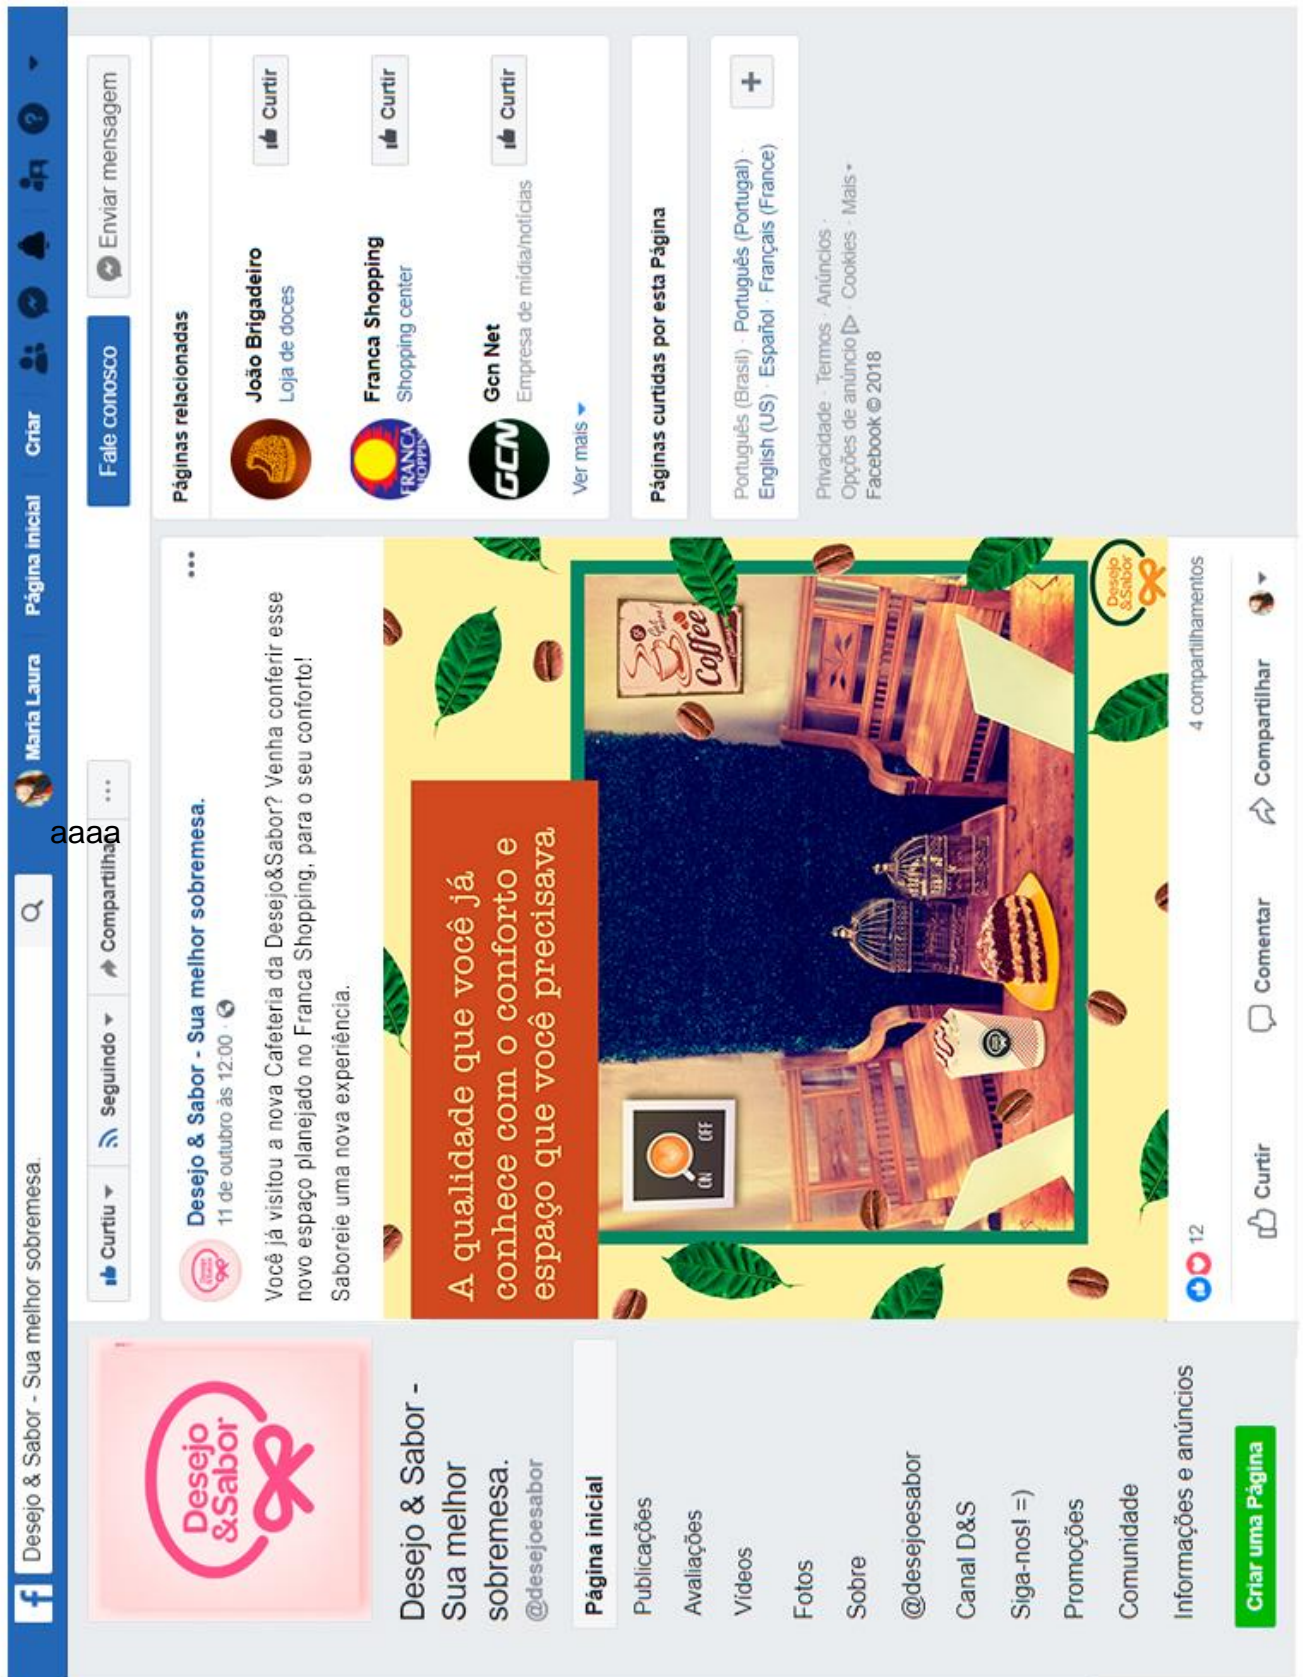 Desejo & Sabor - Sua melhor sobremesa.
Maria Laura
Página inicial
Criar
aaaa
Desejo
&Sabor
Desejo & Sabor -
Sua melhor
sobremesa.
@desejoesabor
Página inicial
Publicações
Avaliações
Vídeos
Fotos
Sobre
@desejoesabor
Canal D&S
Siga-nos! =)
Promoções
Comunidade
Informações e anúncios
Criar uma Página
Curtiu
Seguindo
Compartilhar
...
Fale conosco
Enviar mensagem
Desejo & Sabor - Sua melhor sobremesa.
11 de outubro às 12:00 ·
Você já visitou a nova Cafeteria da Desejo&Sabor? Venha conferir esse
novo espaço planejado no Franca Shopping, para o seu conforto!
Saboreie uma nova experiência.
A qualidade que você já
conhece com o conforto e
espaço que você precisava
ON OFF
Coffee
Desejo
&Sabor
12
4 compartilhamentos
Curtir
Comentar
Compartilhar
Páginas relacionadas
João Brigadeiro
Loja de doces
Curtir
FRANCA
SHOPPING
Franca Shopping
Shopping center
Curtir
GCN
Gcn Net
Empresa de mídia/notícias
Curtir
Ver mais
Páginas curtidas por esta Página
Português (Brasil) · Português (Portugal) ·
English (US) · Español · Français (France)
Privacidade · Termos · Anúncios ·
Opções de anúncio · Cookies · Mais
Facebook © 2018